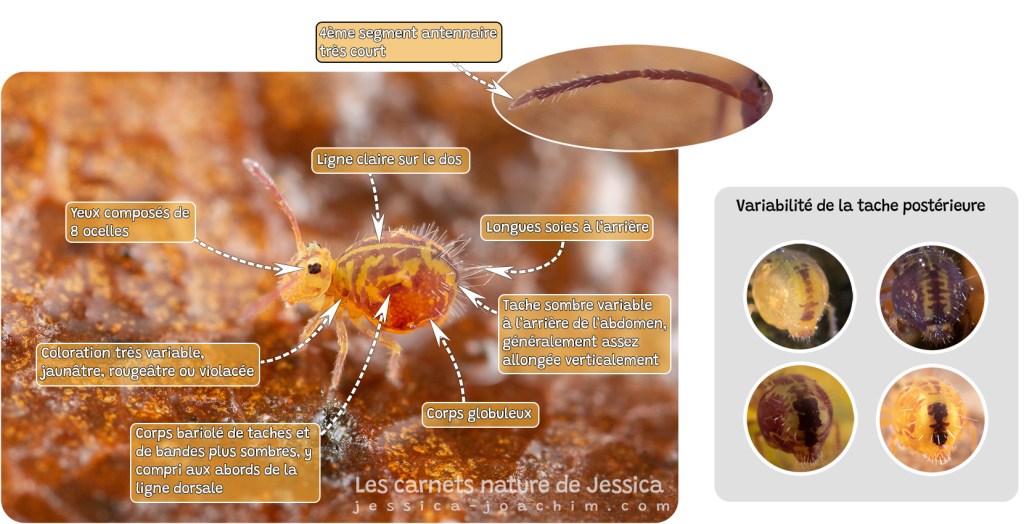 4ème segment antennaire
très court
Ligne claire sur le dos
Yeux composés de
8 ocelles
Longues soies à l'arrière
Tache sombre variable
à l'arrière de l'abdomen,
généralement assez
allongée verticalement
Coloration très variable,
jaunâtre, rougeâtre ou violacée
Corps globuleux
Corps bariolé de taches et
de bandes plus sombres, y
compri aux abords de la
ligne dorsale
Les carnets nature de Jessica
jessica-joachim.com
Variabilité de la tache postérieure